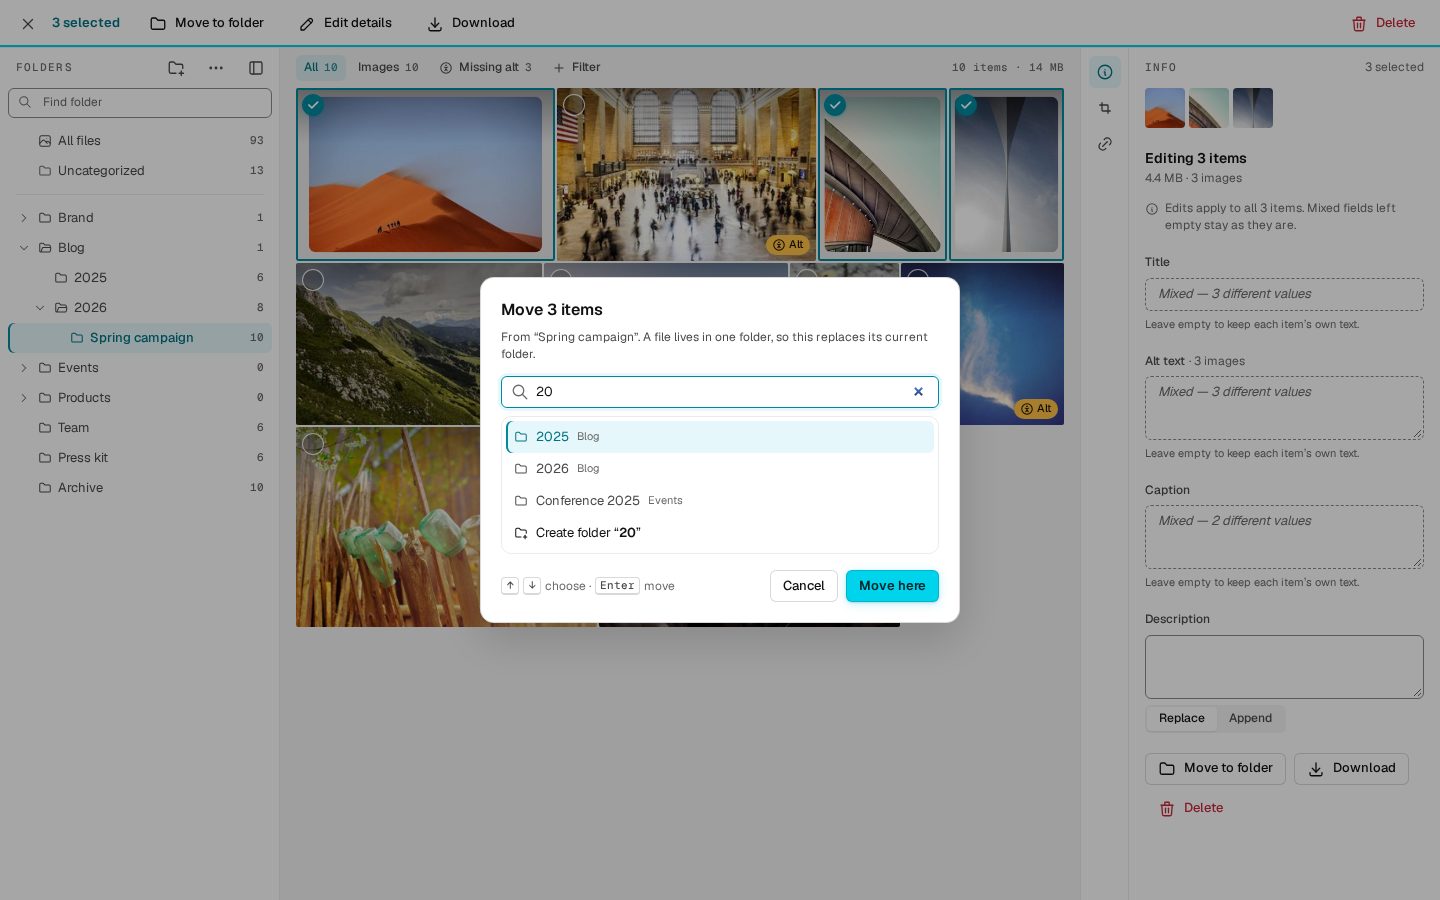 3 selected
Move to folder
Edit details
Download
Delete
FOLDERS
Find folder
All files 93
Uncategorized 13
Brand 1
Blog 1
2025 6
2026 8
Spring campaign 10
Events 0
Products 0
Team 6
Press kit 6
Archive 10
All 10
Images 10
Missing alt 3
Filter
10 items · 14 MB
Alt
Alt
Move 3 items
From “Spring campaign”. A file lives in one folder, so this replaces its current
folder.
20
2025 Blog
2026 Blog
Conference 2025 Events
Create folder “20”
↑ ↓ choose · Enter move
Cancel
Move here
INFO
3 selected
Editing 3 items
4.4 MB · 3 images
Edits apply to all 3 items. Mixed fields left
empty stay as they are.
Title
Mixed — 3 different values
Leave empty to keep each item’s own text.
Alt text · 3 images
Mixed — 3 different values
Leave empty to keep each item’s own text.
Caption
Mixed — 2 different values
Leave empty to keep each item’s own text.
Description
Replace
Append
Move to folder
Download
Delete